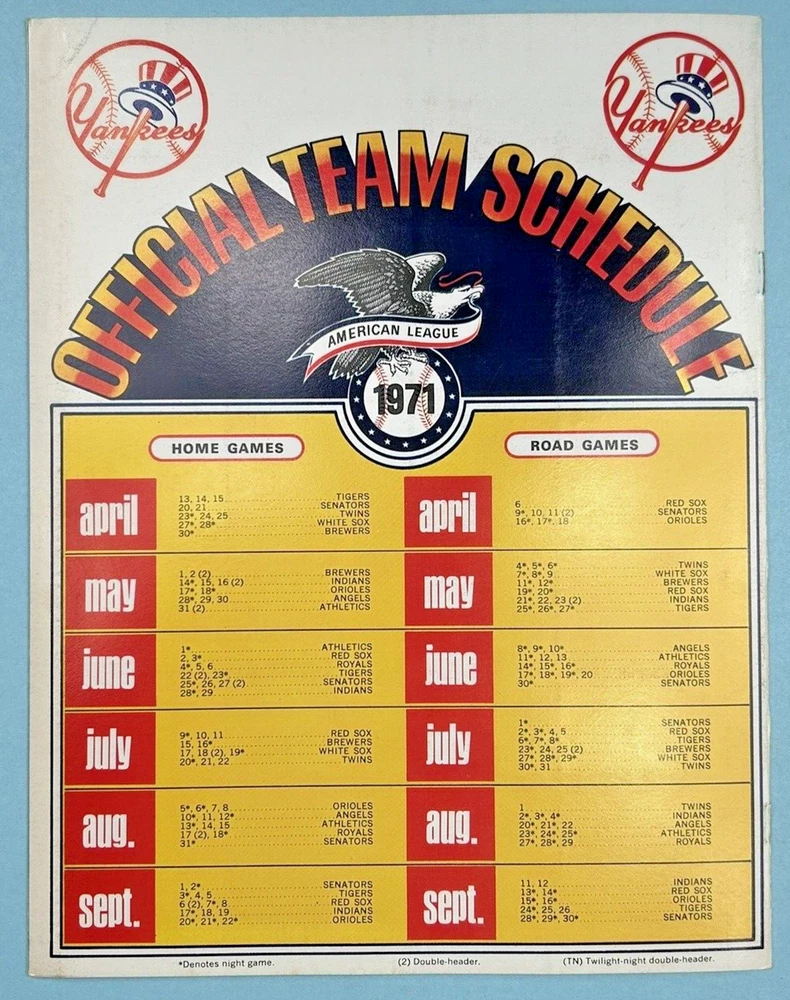 Yankees
Yankees
OFFICIAL TEAM SCHEDULE
AMERICAN LEAGUE
1971
HOME GAMES
april
13, 14, 15 TIGERS
20, 21 SENATORS
23*, 24, 25 TWINS
27*, 28* WHITE SOX
30* BREWERS
may
1, 2 (2) BREWERS
14*, 15, 16 (2) INDIANS
17*, 18* ORIOLES
28*, 29, 30 ANGELS
31 (2) ATHLETICS
june
1* ATHLETICS
2, 3* RED SOX
4*, 5, 6 ROYALS
22 (2), 23* TIGERS
25*, 26, 27 (2) SENATORS
28*, 29 INDIANS
july
9*, 10, 11 RED SOX
15, 16* BREWERS
17, 18 (2), 19* WHITE SOX
20*, 21, 22 TWINS
aug.
5*, 6*, 7, 8 ORIOLES
10*, 11, 12* ANGELS
13*, 14, 15 ATHLETICS
17 (2), 18* ROYALS
31* SENATORS
sept.
1, 2* SENATORS
3*, 4, 5 TIGERS
6 (2), 7*, 8 RED SOX
17*, 18, 19 INDIANS
20*, 21*, 22* ORIOLES
ROAD GAMES
april
6 RED SOX
9*, 10, 11 (2) SENATORS
16*, 17*, 18 ORIOLES
may
4*, 5*, 6* TWINS
7*, 8*, 9 WHITE SOX
11*, 12* BREWERS
19*, 20* RED SOX
21*, 22, 23 (2) INDIANS
25*, 26*, 27* TIGERS
june
8*, 9*, 10* ANGELS
11*, 12, 13 ATHLETICS
14*, 15*, 16* ROYALS
17*, 18*, 19*, 20 ORIOLES
30* SENATORS
july
1* SENATORS
2*, 3*, 4, 5 RED SOX
6*, 7*, 8* TIGERS
23*, 24, 25 (2) BREWERS
27*, 28*, 29* WHITE SOX
30*, 31 TWINS
aug.
1 TWINS
2*, 3*, 4* INDIANS
20*, 21*, 22 ANGELS
23*, 24*, 25* ATHLETICS
27*, 28*, 29 ROYALS
sept.
11, 12 INDIANS
13*, 14* RED SOX
15*, 16* ORIOLES
24*, 25, 26 TIGERS
28*, 29*, 30* SENATORS
*Denotes night game. (2) Double-header. (TN) Twilight-night double-header.